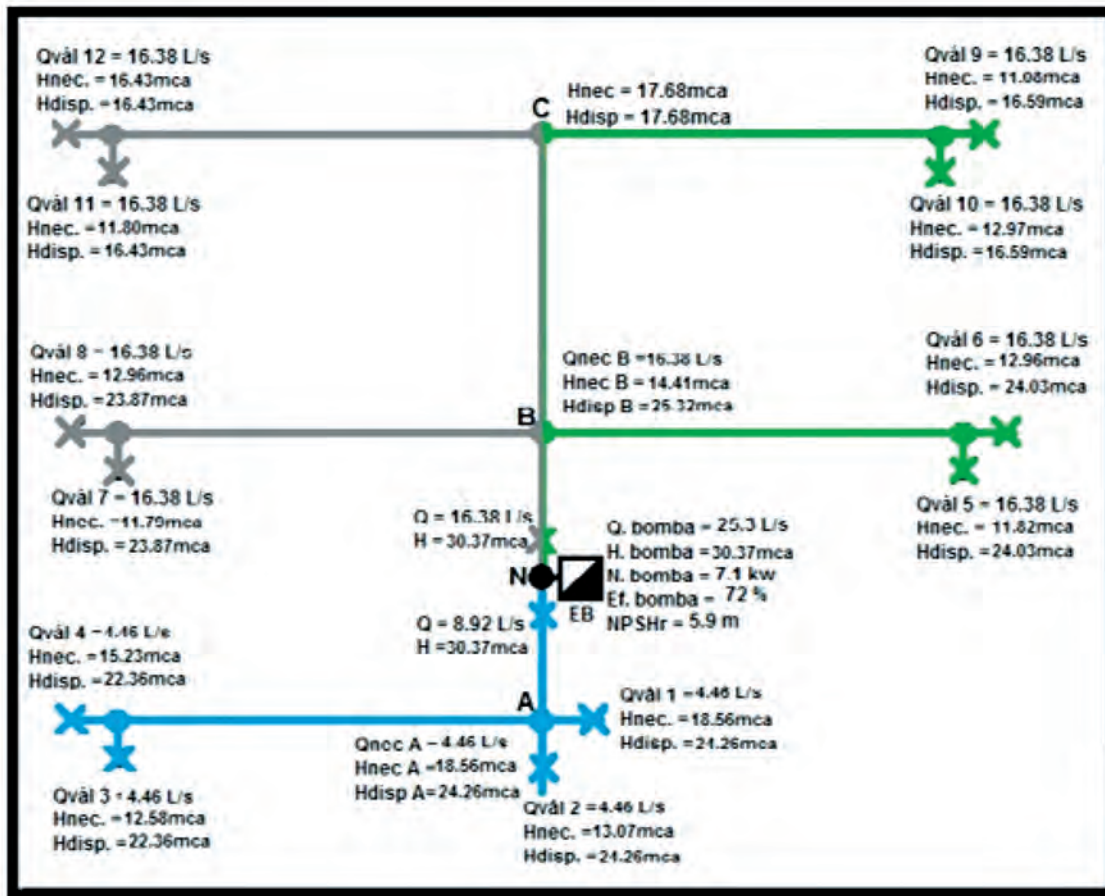 Qvál 12 = 16.38 L/s
Hnec. = 16.43mca
Hdisp. = 16.43mca
Qvál 9 = 16.38 L/s
Hnec. = 11.08mca
Hdisp. = 16.59mca
C
Hnec = 17.68mca
Hdisp = 17.68mca
Qvál 11 = 16.38 L/s
Hnec. = 11.80mca
Hdisp. = 16.43mca
Qvál 10 = 16.38 L/s
Hnec. = 12.97mca
Hdisp. = 16.59mca
Qvál 8 – 16.38 L/s
Hnec. = 12.96mca
Hdisp. = 23.87mca
Qnec B = 16.38 L/s
Hnec B = 14.41mca
Hdisp B = 25.32mca
Qvál 6 = 16.38 L/s
Hnec. = 12.96mca
Hdisp. = 24.03mca
B
Qvál 7 – 16.38 L/s
Hnec. = 11.79mca
Hdisp. = 23.87mca
Qvál 5 = 16.38 L/s
Hnec. = 11.82mca
Hdisp. = 24.03mca
Q = 16.38 L/s
H = 30.37mca
Q. bomba = 25.3 L/s
H. bomba = 30.37mca
N. bomba = 7.1 kw
Ef. bomba – 72 %
NPSHr = 5.9 m
N
EB
Q = 8.92 L/s
H = 30.37mca
Qvál 4 – 4.46 L/s
Hnec. = 15.23mca
Hdisp. = 22.36mca
A
Qvál 1 = 4.46 L/s
Hnec. = 18.56mca
Hdisp. = 24.26mca
Qnec A – 4.46 L/s
Hnec A = 18.56mca
Hdisp A = 24.26mca
Qvál 3 = 4.46 L/s
Hnec. = 12.58mca
Hdisp. = 22.36mca
Qvál 2 = 4.46 L/s
Hnec. = 13.07mca
Hdisp. = 24.26mca